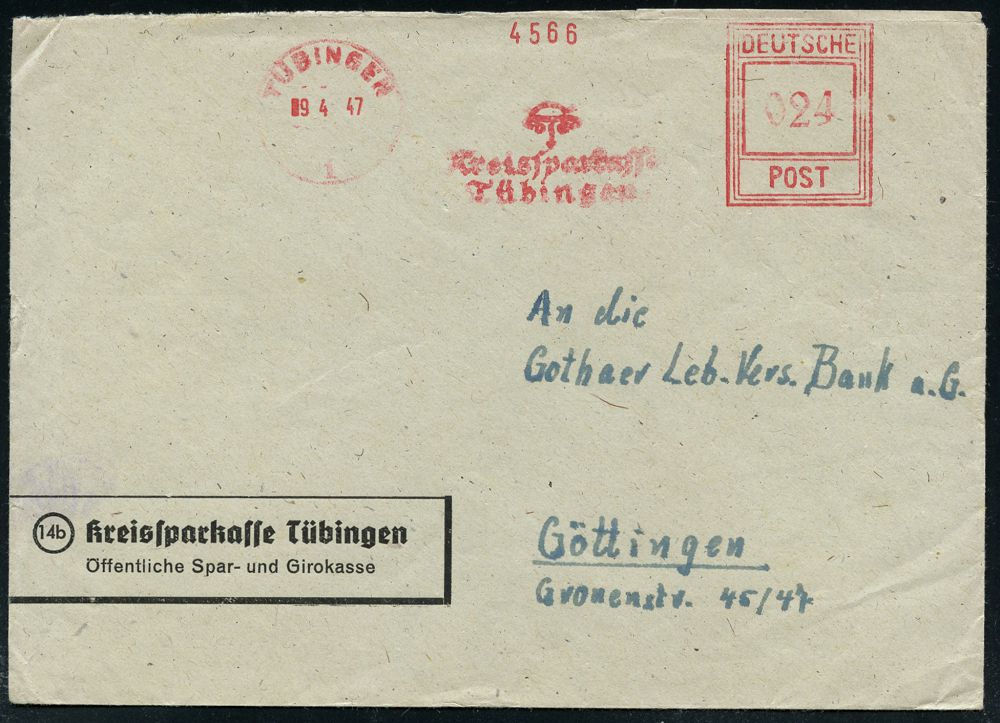 4566
TÜBINGEN
09 4 47
1
Kreissparkasse
Tübingen
DEUTSCHE
024
POST
An die
Gothaer Leb.-Vers. Bank a.G.
Göttingen
Gronenstr. 45/47
14b Kreissparkasse Tübingen
Öffentliche Spar- und Girokasse